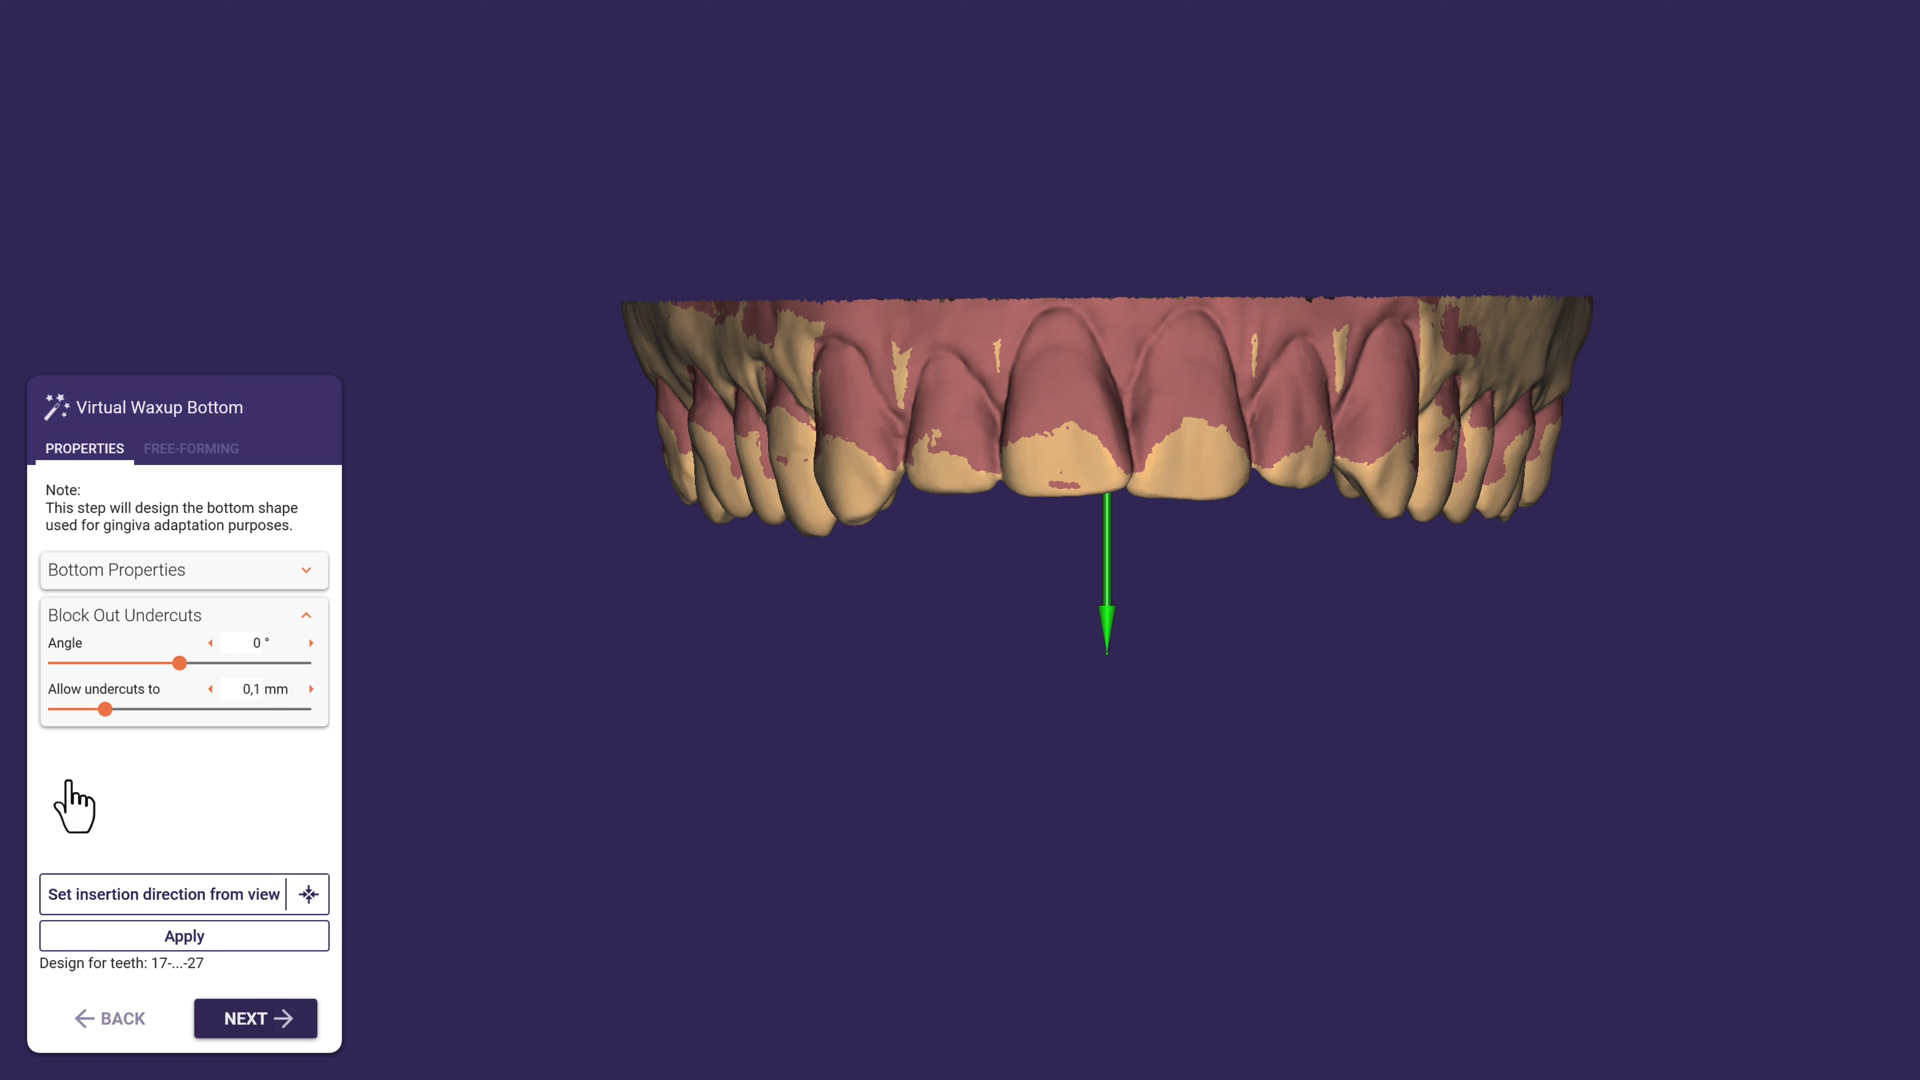 Virtual Waxup Bottom
PROPERTIES FREE-FORMING
Note:
This step will design the bottom shape
used for gingiva adaptation purposes.
Bottom Properties
Block Out Undercuts
Angle 0 °
Allow undercuts to 0,1 mm
Set insertion direction from view
Apply
Design for teeth: 17-...-27
BACK NEXT